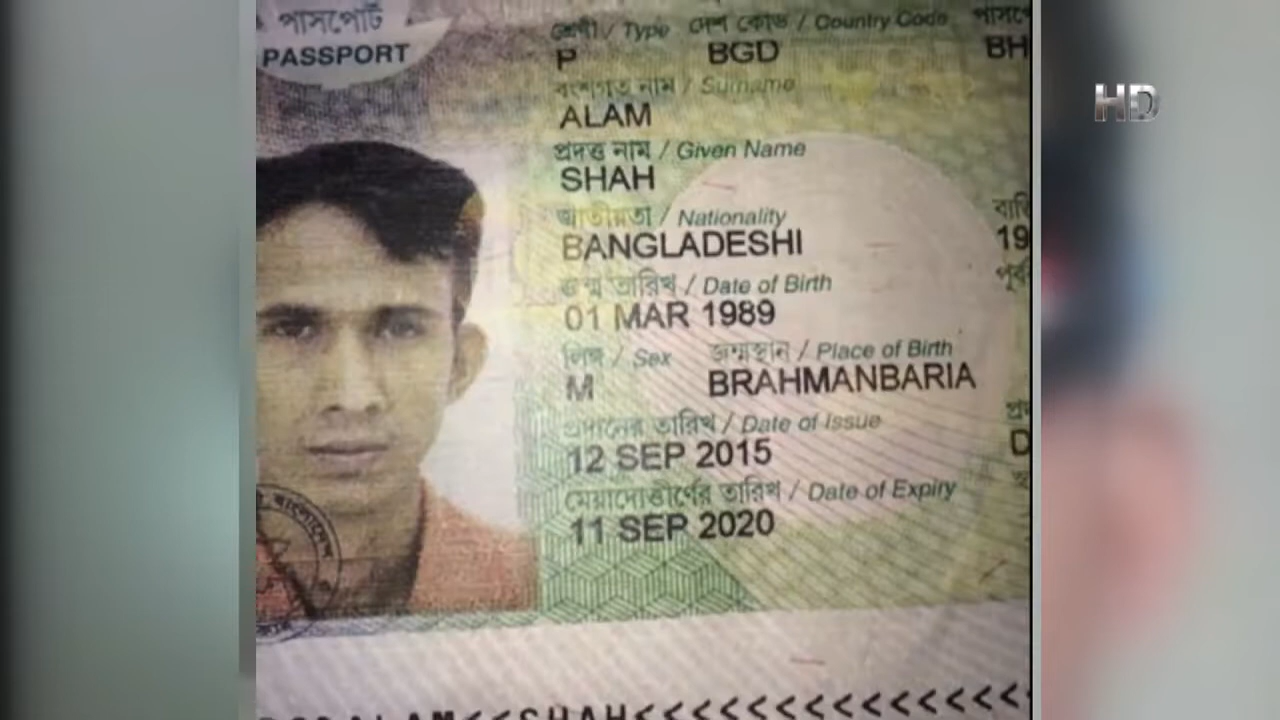 পাসপোর্ট
PASSPORT
শ্রেণী / Type দেশ কোড / Country Code
P BGD BH
বংশগত নাম / Surname
ALAM
প্রদত্ত নাম / Given Name
SHAH
জাতীয়তা / Nationality
BANGLADESHI
19
জন্ম তারিখ / Date of Birth
01 MAR 1989
লিঙ্গ / Sex জন্মস্থান / Place of Birth
M BRAHMANBARIA
প্রদানের তারিখ / Date of Issue
12 SEP 2015
মেয়াদোত্তীর্ণের তারিখ / Date of Expiry
11 SEP 2020
ALAM<<SHAH<<<<<<<<<<<<<<<<
HD